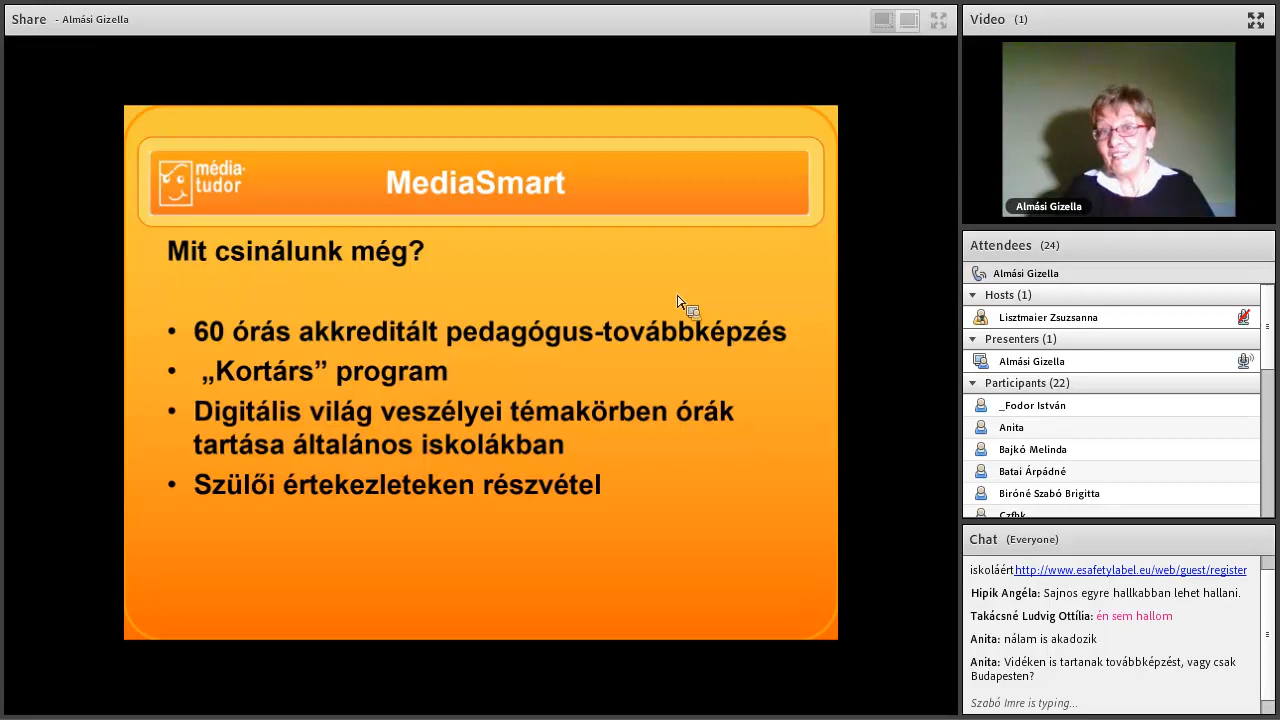 Share - Almási Gizella
média-
tudor
MediaSmart
Mit csinálunk még?
• 60 órás akkreditált pedagógus-továbbképzés
• „Kortárs” program
• Digitális világ veszélyei témakörben órák
tartása általános iskolákban
• Szülői értekezleteken részvétel
Video (1)
Almási Gizella
Attendees (24)
Almási Gizella
Hosts (1)
Lisztmaier Zsuzsanna
Presenters (1)
Almási Gizella
Participants (22)
_Fodor István
Anita
Bajkó Melinda
Batai Árpádné
Biróné Szabó Brigitta
Chat (Everyone)
iskoláért http://www.esafetylabel.eu/web/guest/register
Hipik Angéla: Sajnos egyre hallkabban lehet hallani.
Takácsné Ludvig Ottília: én sem hallom
Anita: nálam is akadozik
Anita: Vidéken is tartanak továbbképzést, vagy csak
Budapesten?
Szabó Imre is typing...